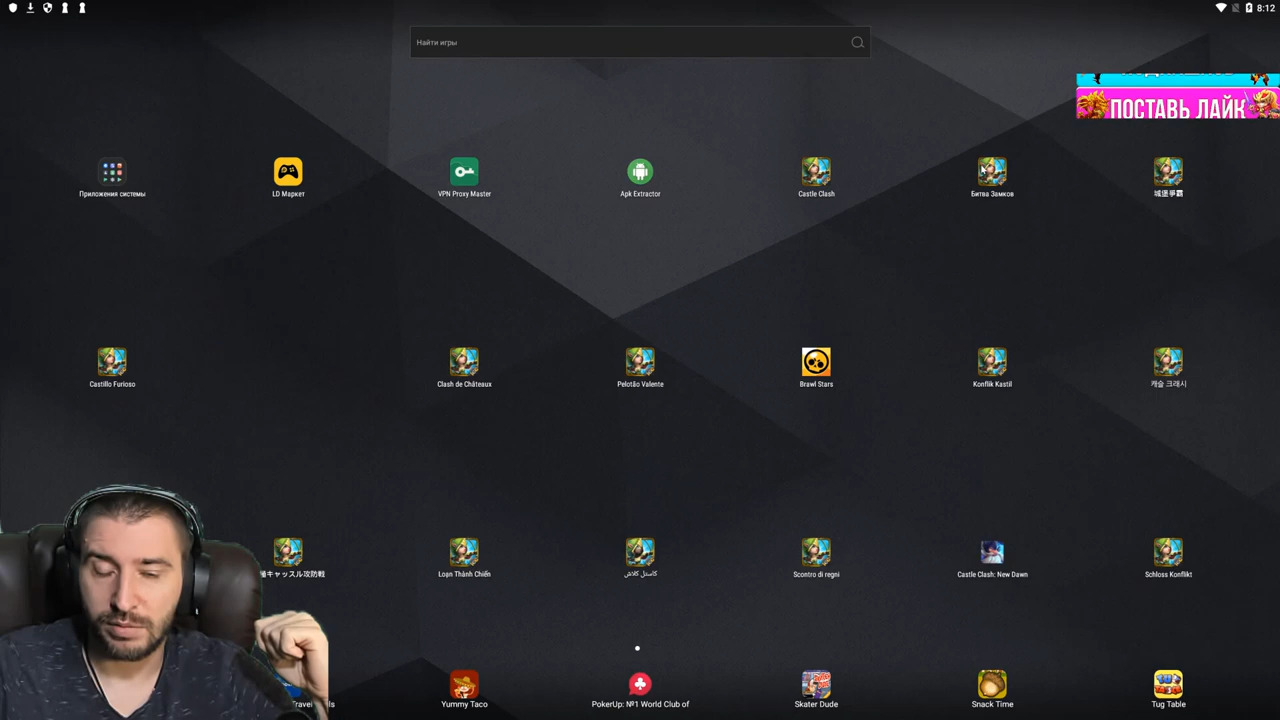 8:12
Найти игры
ПОСТАВЬ ЛАЙК
Приложения системы
LD Маркет
VPN Proxy Master
Apk Extractor
Castle Clash
Битва Замков
城堡爭霸
Castillo Furioso
Clash de Châteaux
Pelotão Valente
Brawl Stars
Konflik Kastil
캐슬 크래시
キャッスル攻防戦
Loạn Thành Chiến
كاستل كلاش
Scontro di regni
Castle Clash: New Dawn
Schloss Konflikt
Yummy Taco
PokerUp: №1 World Club of
Skater Dude
Snack Time
Tug Table